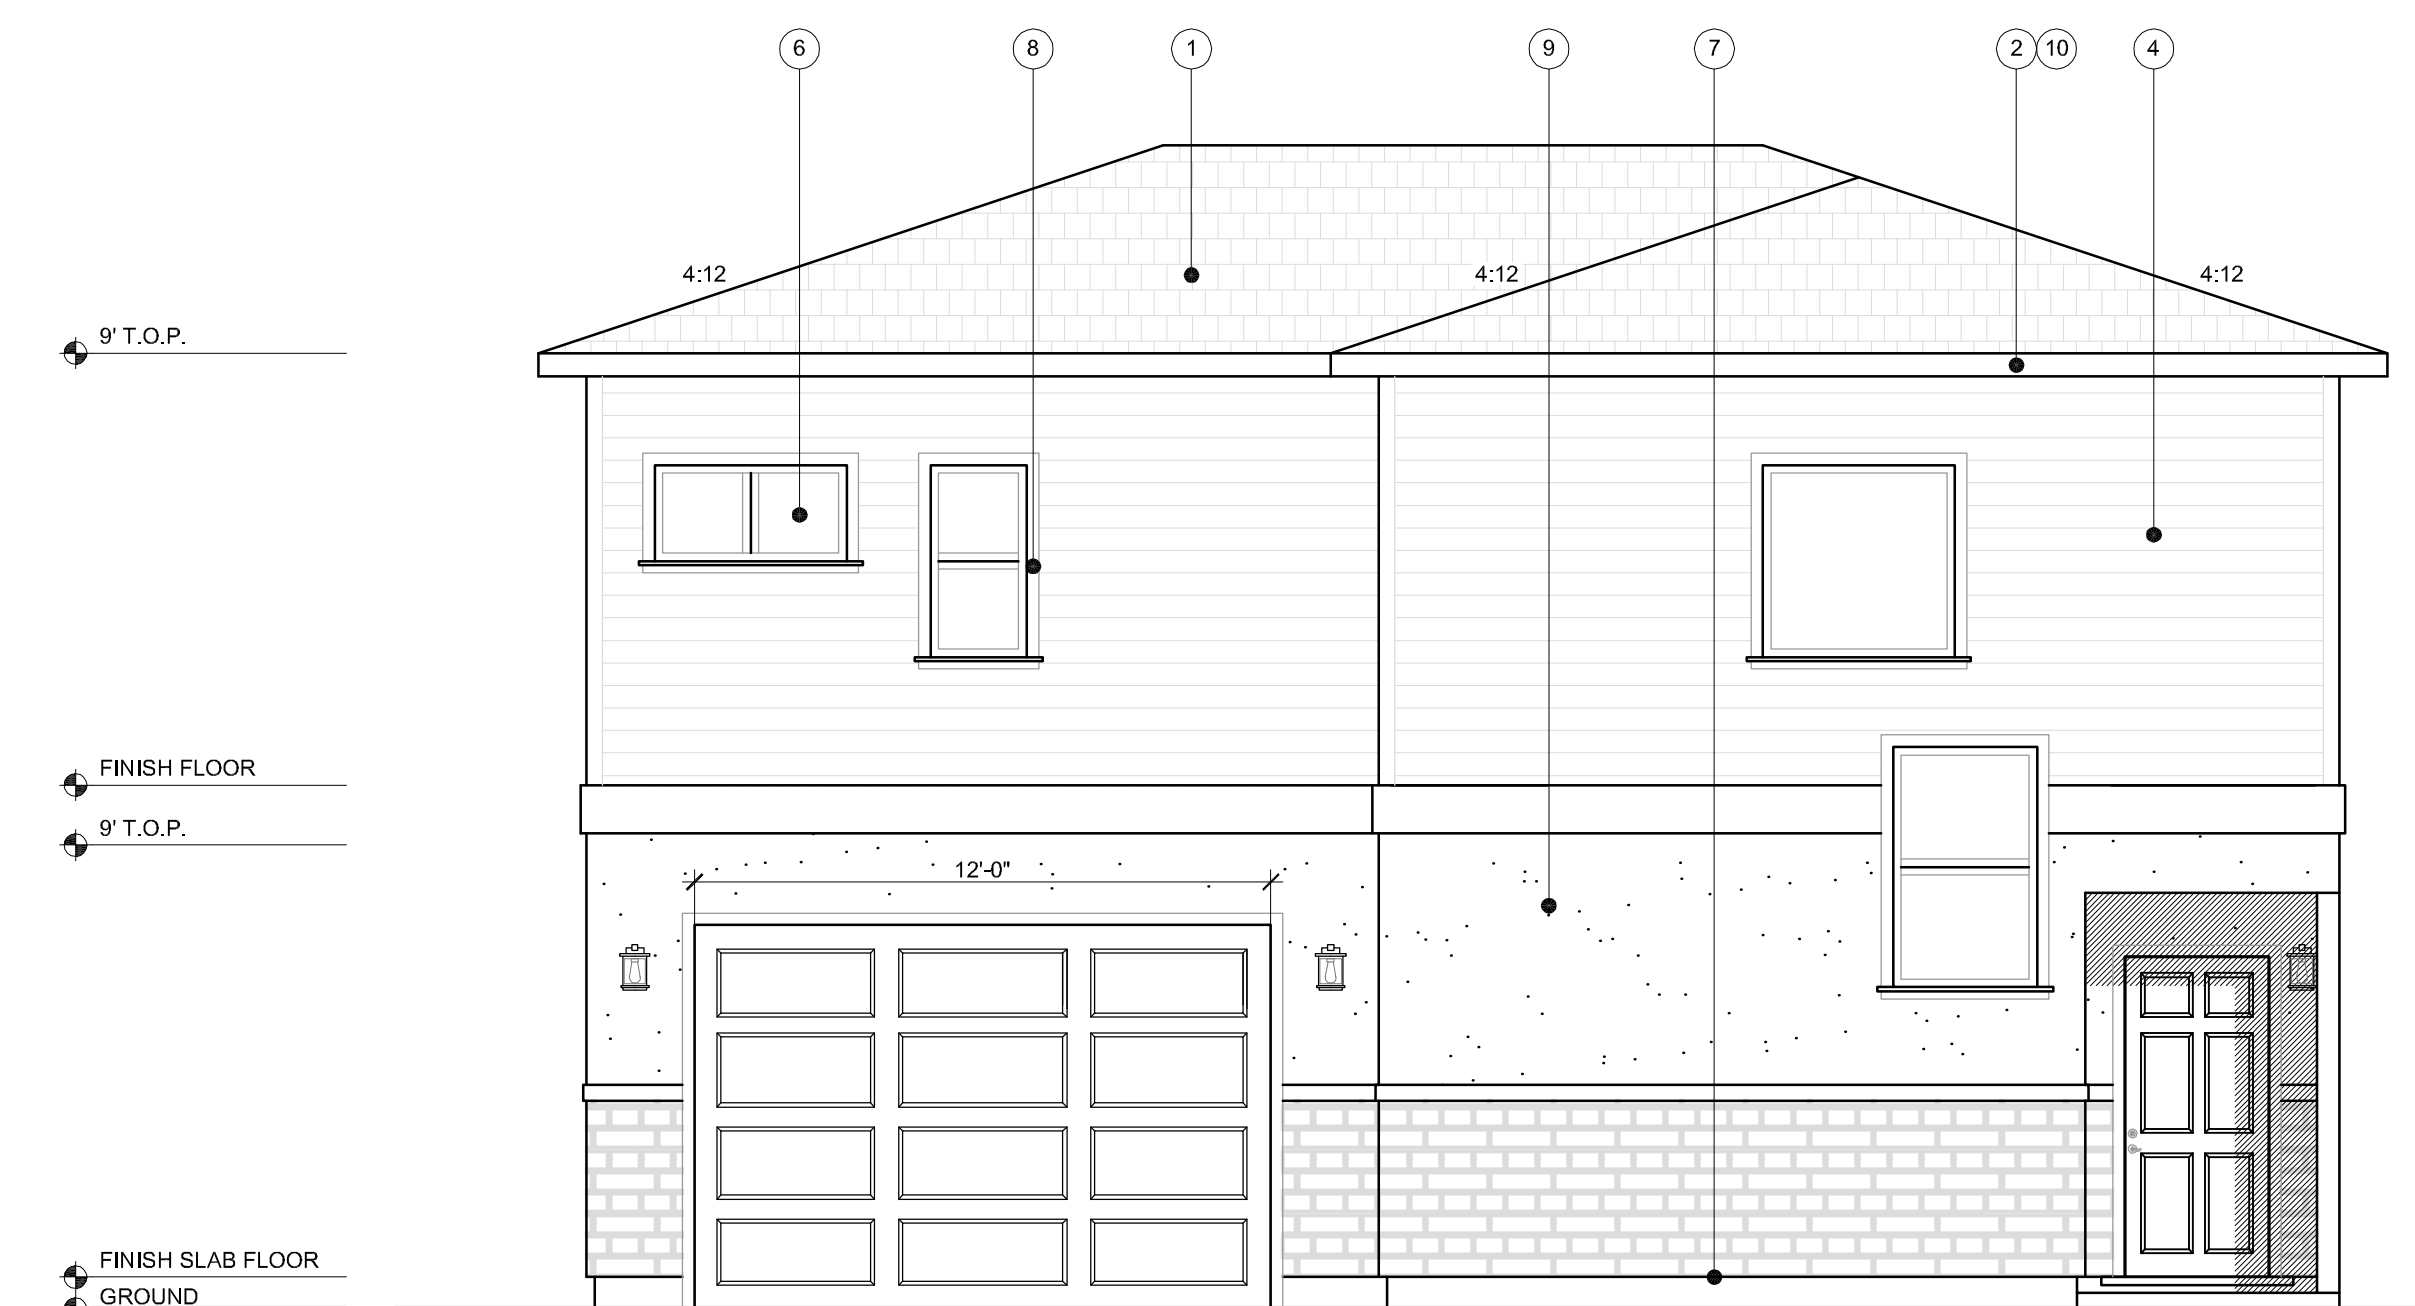 6 8 1 9 7 2 10 4
4:12 4:12 4:12
9' T.O.P.
FINISH FLOOR
9' T.O.P.
12'-0"
FINISH SLAB FLOOR
GROUND